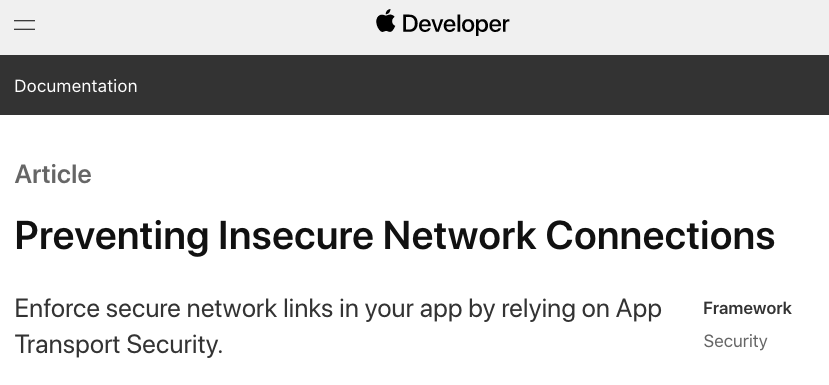 Developer
Documentation
Article
Preventing Insecure Network Connections
Enforce secure network links in your app by relying on App
Transport Security.
Framework
Security